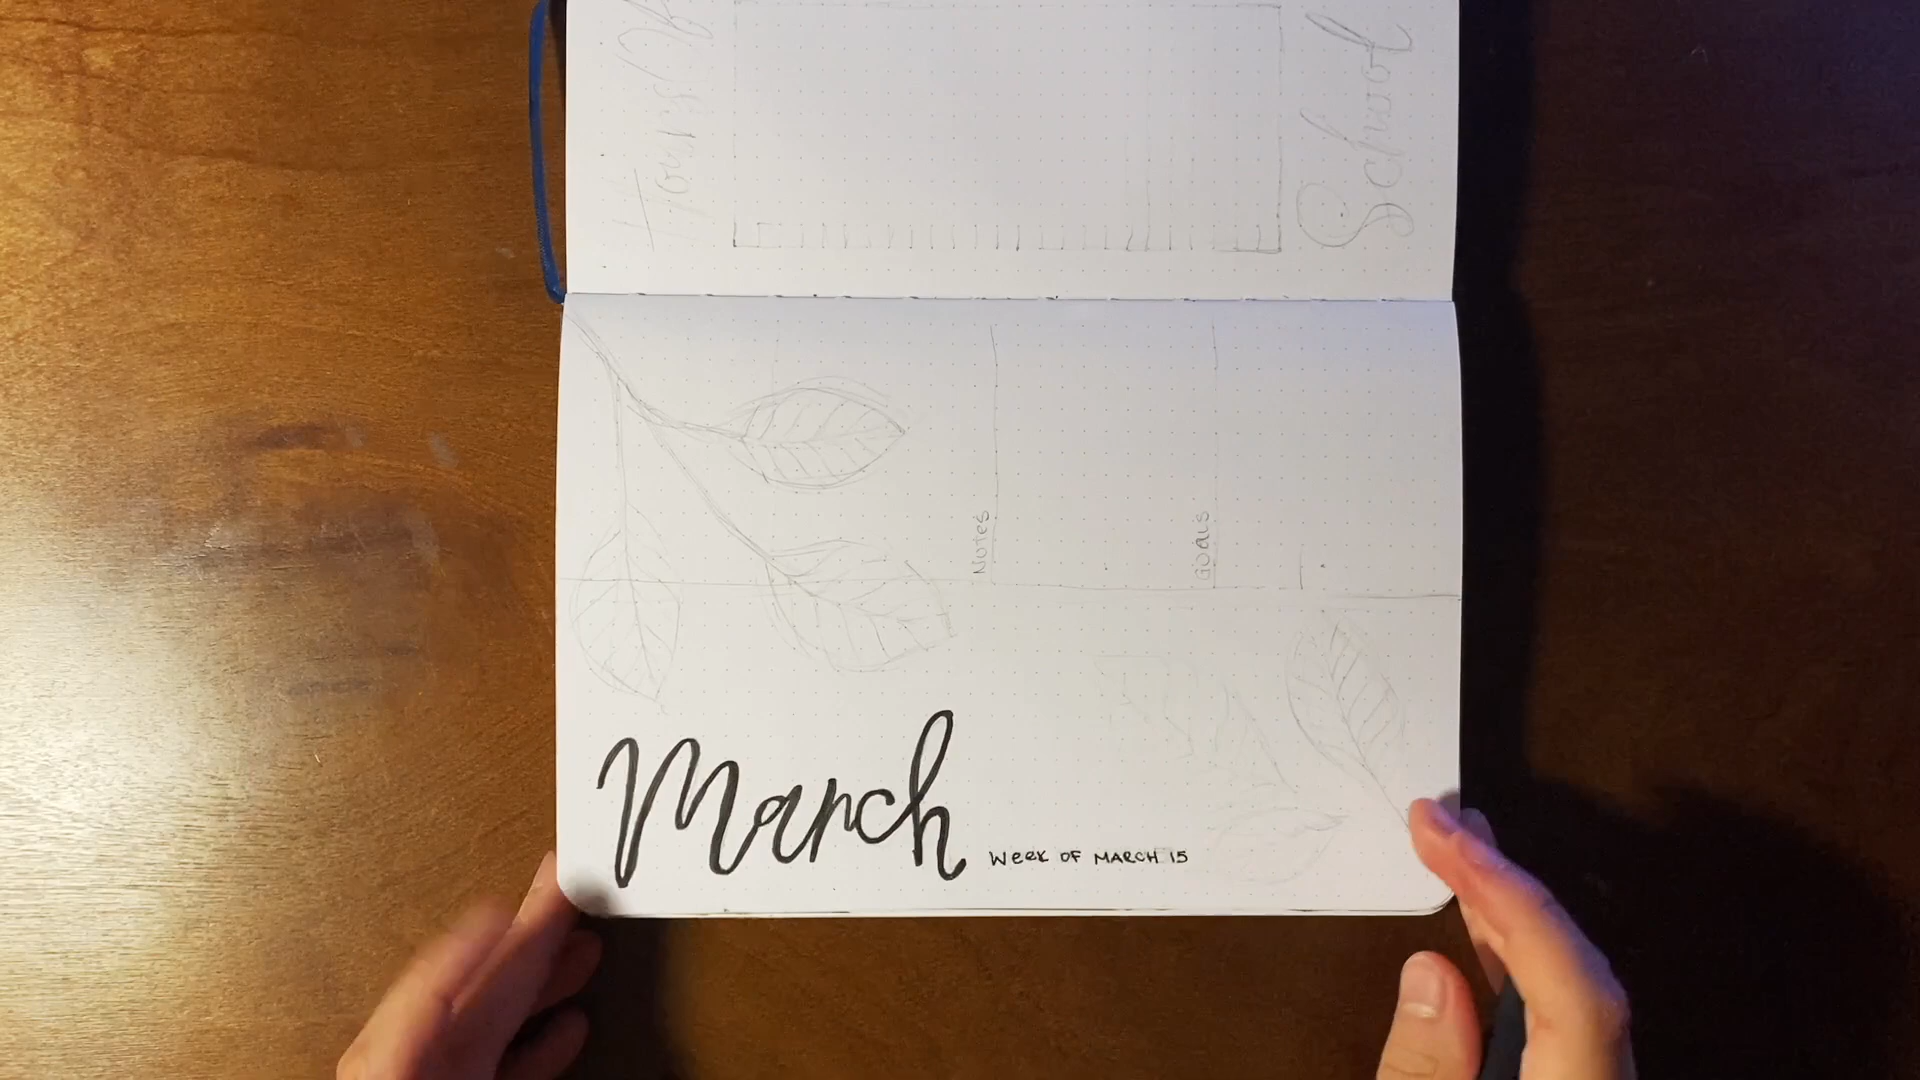 School
Notes
Goals
March
Week of March 15